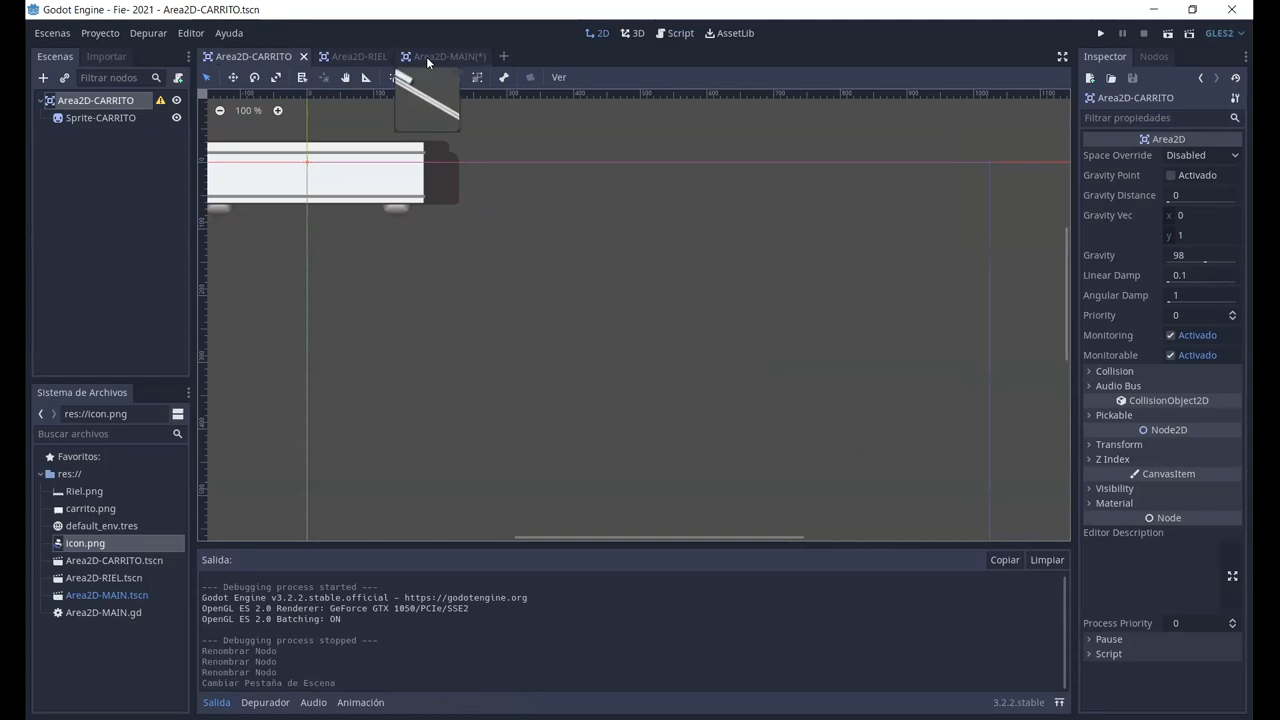 Godot Engine - Fie- 2021 - Area2D-CARRITO.tscn
Escenas Proyecto Depurar Editor Ayuda
2D 3D Script AssetLib
GLES2
Escenas Importar
Area2D-CARRITO Area2D-RIEL Area2D-MAIN(*)
Inspector Nodos
Filtrar nodos
Ver
Area2D-CARRITO
Sprite-CARRITO
100 %
Area2D-CARRITO
Filtrar propiedades
Area2D
Space Override Disabled
Gravity Point Activado
Gravity Distance 0
Gravity Vec x 0
y 1
Gravity 98
Linear Damp 0.1
Angular Damp 1
Priority 0
Monitoring Activado
Monitorable Activado
Collision
Audio Bus
CollisionObject2D
Pickable
Node2D
Transform
Z Index
CanvasItem
Visibility
Material
Node
Editor Description
Process Priority 0
Pause
Script
Sistema de Archivos
res://icon.png
Buscar archivos
Favoritos:
res://
Riel.png
carrito.png
default_env.tres
icon.png
Area2D-CARRITO.tscn
Area2D-RIEL.tscn
Area2D-MAIN.tscn
Area2D-MAIN.gd
Salida:
Copiar Limpiar
--- Debugging process started ---
Godot Engine v3.2.2.stable.official - https://godotengine.org
OpenGL ES 2.0 Renderer: GeForce GTX 1050/PCIe/SSE2
OpenGL ES 2.0 Batching: ON
--- Debugging process stopped ---
Renombrar Nodo
Renombrar Nodo
Renombrar Nodo
Cambiar Pestaña de Escena
Salida Depurador Audio Animación
3.2.2.stable